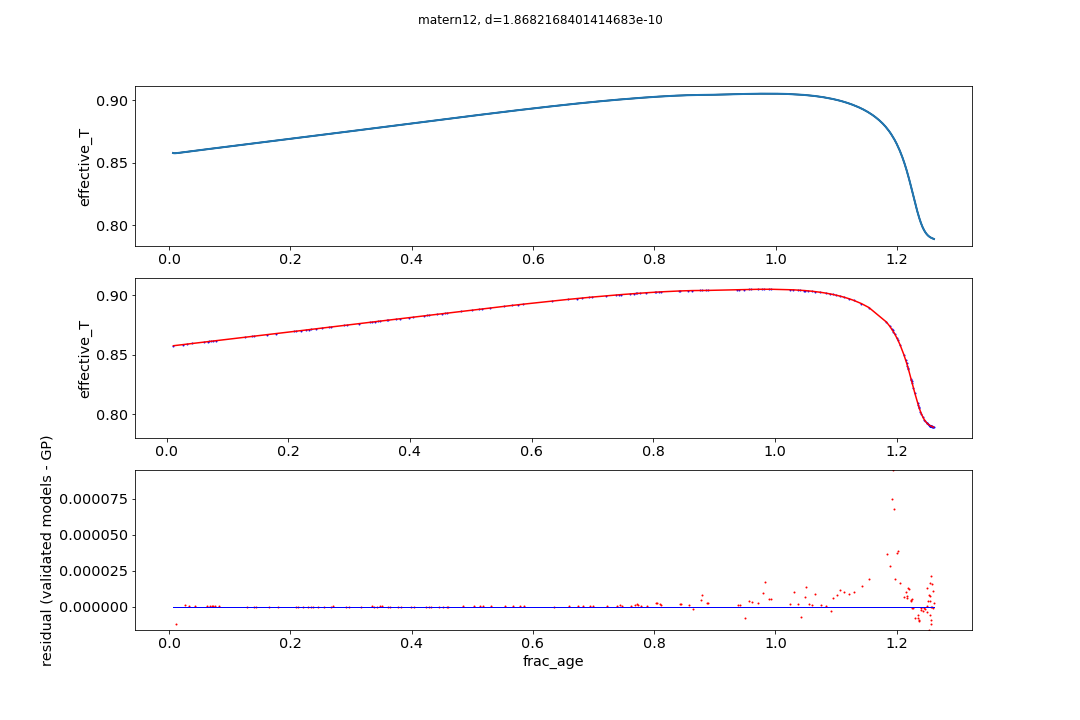 matern12, d=1.8682168401414683e-10
effective_T
0.90
0.85
0.80
0.0 0.2 0.4 0.6 0.8 1.0 1.2
effective_T
0.90
0.85
0.80
0.0 0.2 0.4 0.6 0.8 1.0 1.2
residual (validated models - GP)
0.000075
0.000050
0.000025
0.000000
0.0 0.2 0.4 0.6 0.8 1.0 1.2
frac_age